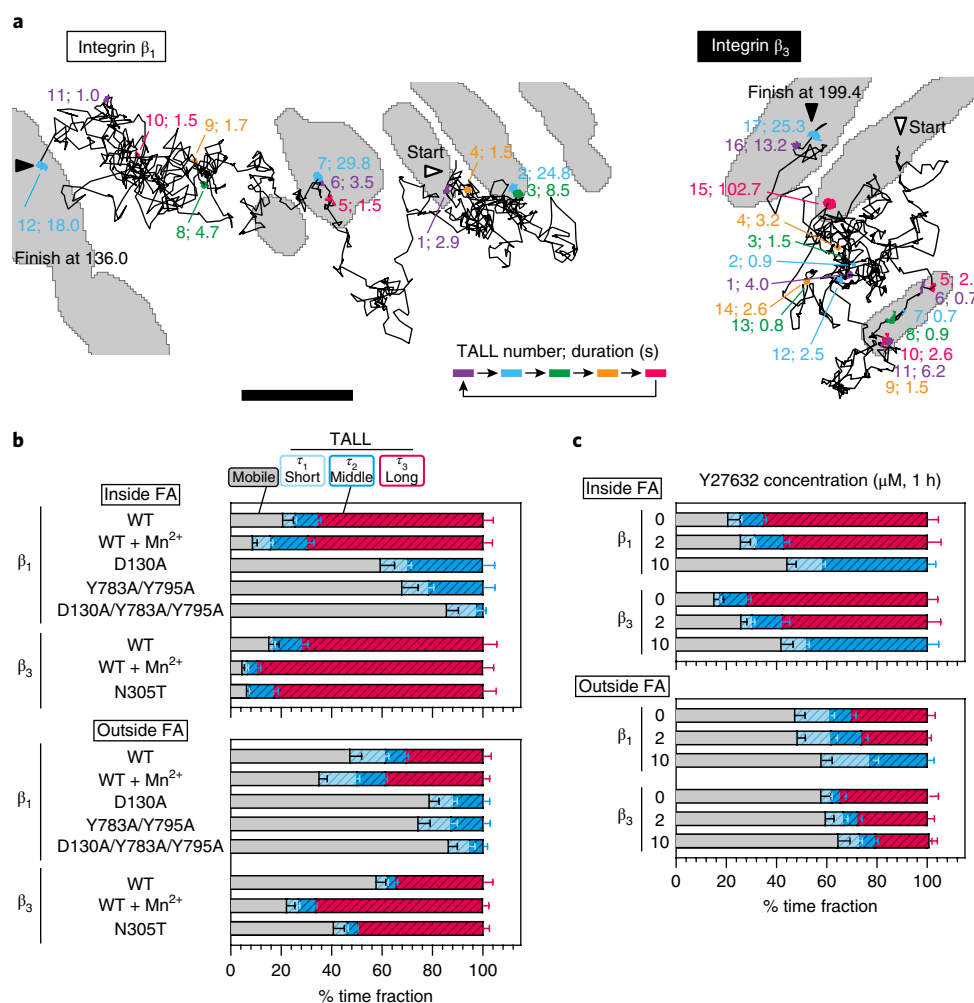 a
Integrin β1
Integrin β3
11; 1.0
10; 1.5
9; 1.7
8; 4.7
12; 18.0
Finish at 136.0
7; 29.8
6; 3.5
5; 1.5
Start
4; 1.5
2; 24.8
3; 8.5
1; 2.9
Finish at 199.4
17; 25.3
16; 13.2
Start
15; 102.7
4; 3.2
3; 1.5
2; 0.9
1; 4.0
14; 2.6
13; 0.8
12; 2.5
6; 0.7
7; 0.7
8; 0.9
10; 2.6
11; 6.2
9; 1.5
TALL number; duration (s)
b
TALL
Mobile
τ1
Short
τ2
Middle
τ3
Long
Inside FA
β1
WT
WT + Mn2+
D130A
Y783A/Y795A
D130A/Y783A/Y795A
β3
WT
WT + Mn2+
N305T
Outside FA
β1
WT
WT + Mn2+
D130A
Y783A/Y795A
D130A/Y783A/Y795A
β3
WT
WT + Mn2+
N305T
0 20 40 60 80 100
% time fraction
c
Y27632 concentration (μM, 1 h)
Inside FA
β1
0
2
10
β3
0
2
10
Outside FA
β1
0
2
10
β3
0
2
10
0 20 40 60 80 100
% time fraction